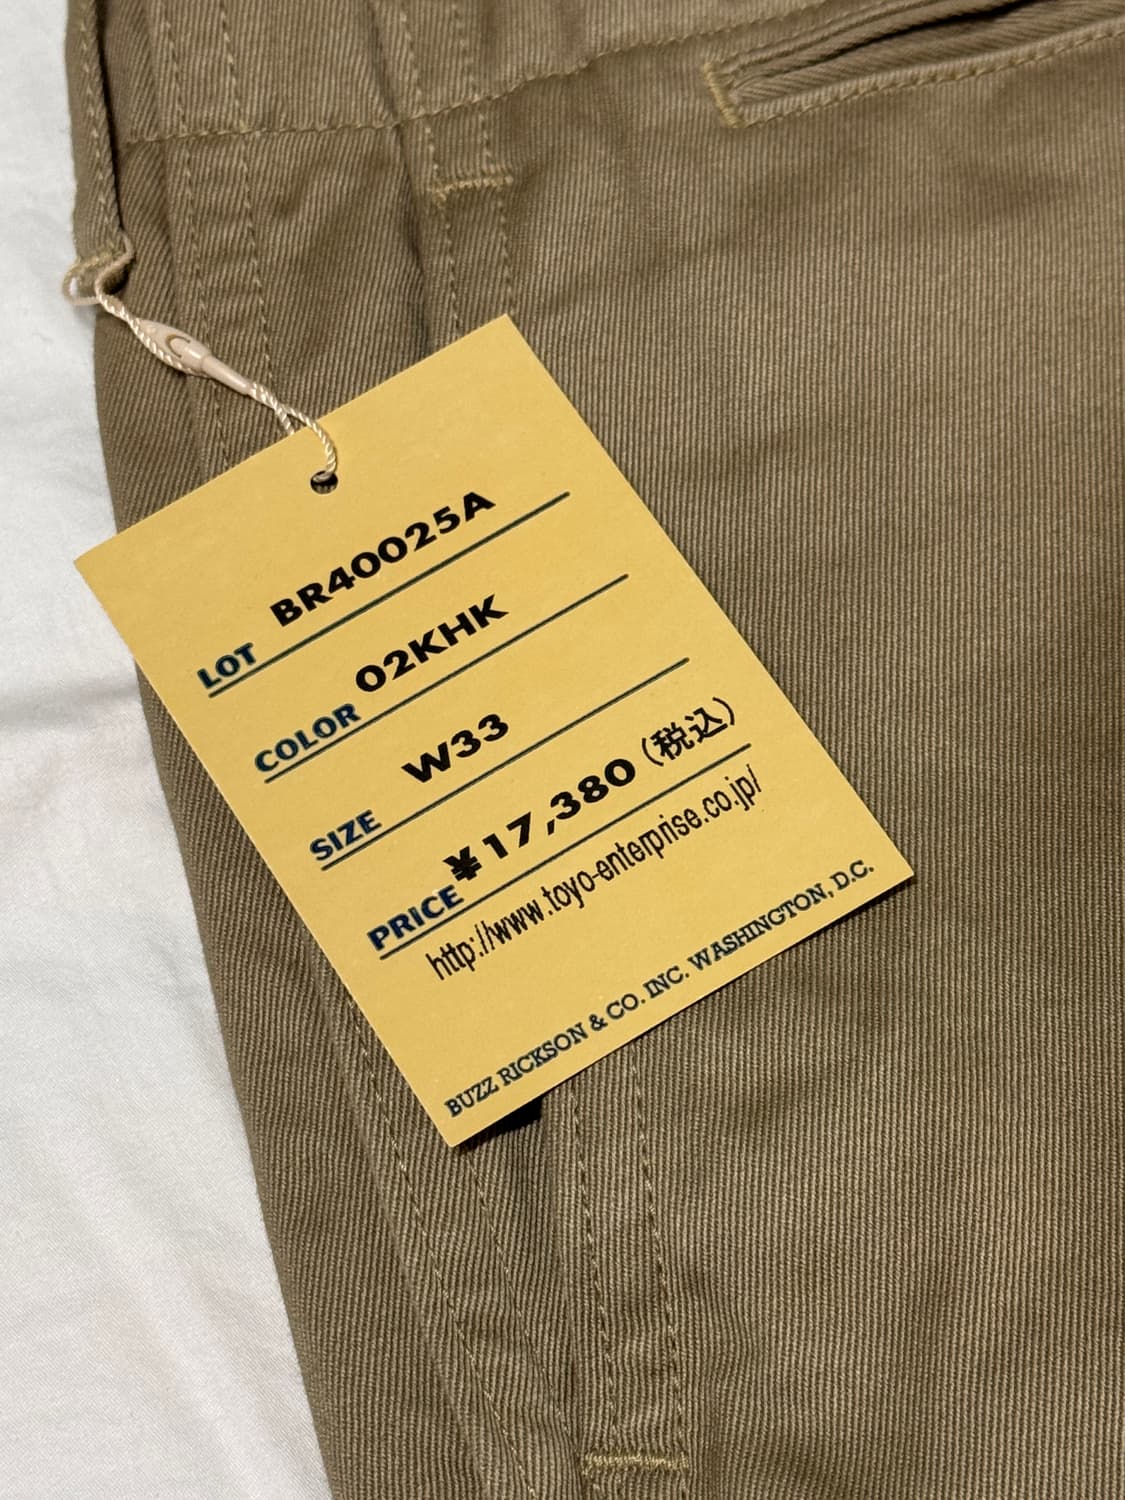 LOT BR40025A
COLOR 02KHK
SIZE W33
PRICE ¥17,380 (税込)
http://www.toyo-enterprise.co.jp/
BUZZ RICKSON & CO. INC. WASHINGTON, D.C.